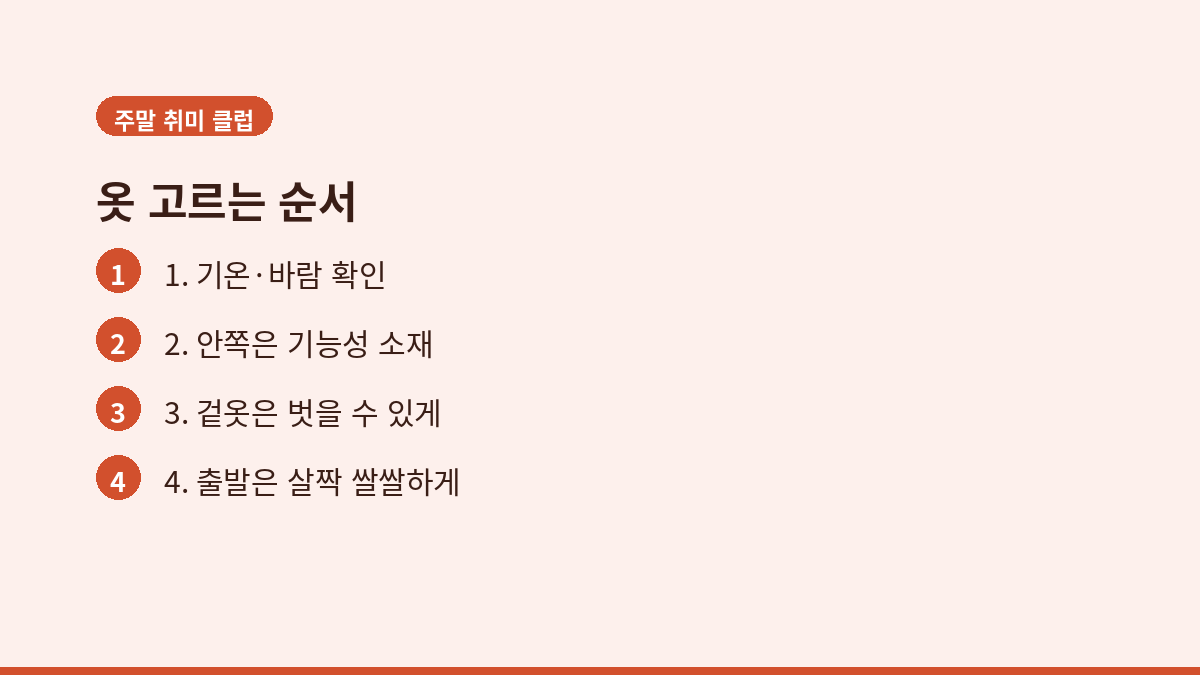 주말 취미 클럽
옷 고르는 순서
1 1. 기온·바람 확인
2 2. 안쪽은 기능성 소재
3 3. 겉옷은 벗을 수 있게
4 4. 출발은 살짝 쌀쌀하게